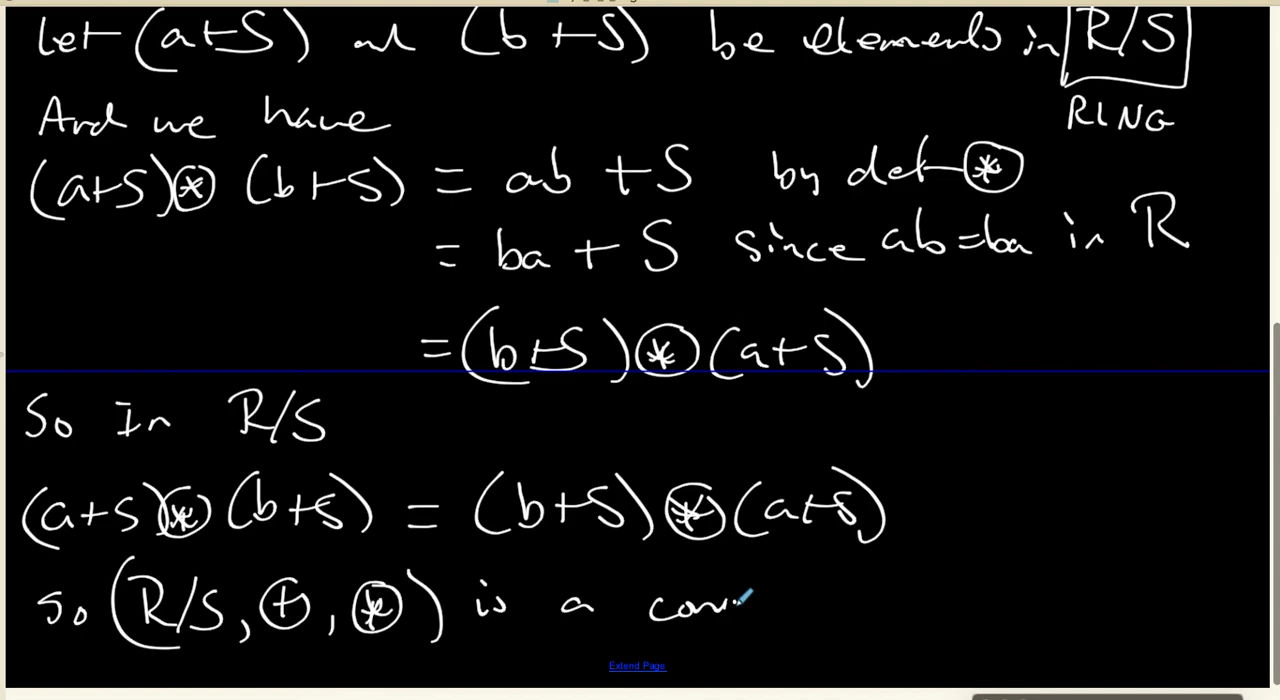 Let (a+S) and (b+S) be elements in R/S
RING
And we have
(a+S)⊛(b+S) = ab + S by def ⊛
= ba + S since ab=ba in R
=(b+S)⊛(a+S)
So In R/S
(a+S)⊛(b+S) = (b+S)⊛(a+S)
So (R/S, ⊕, ⊛) is a com
Extend Page